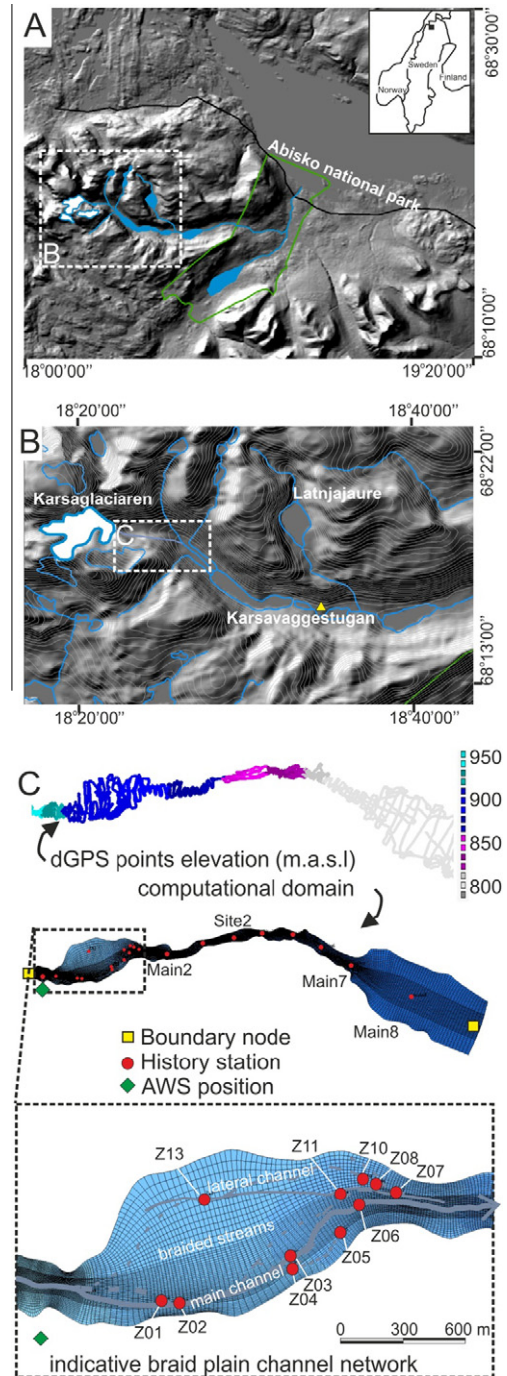 A
Sweden
Finland
Norway
68°30'00''
Abisko national park
B
68°10'00''
18°00'00''
19°20'00''
18°20'00''
18°40'00''
B
68°22'00''
Karsaglaciaren
Latnjajaure
C
Karsavaggestugan
68°13'00''
18°20'00''
18°40'00''
C
950
900
850
800
dGPS points elevation (m.a.s.l)
computational domain
Site2
Main2
Main7
Main8
Boundary node
History station
AWS position
Z13
Z11
Z10
Z08
Z07
lateral channel
braided streams
Z06
Z05
main channel
Z03
Z04
Z01
Z02
0 300 600 m
indicative braid plain channel network